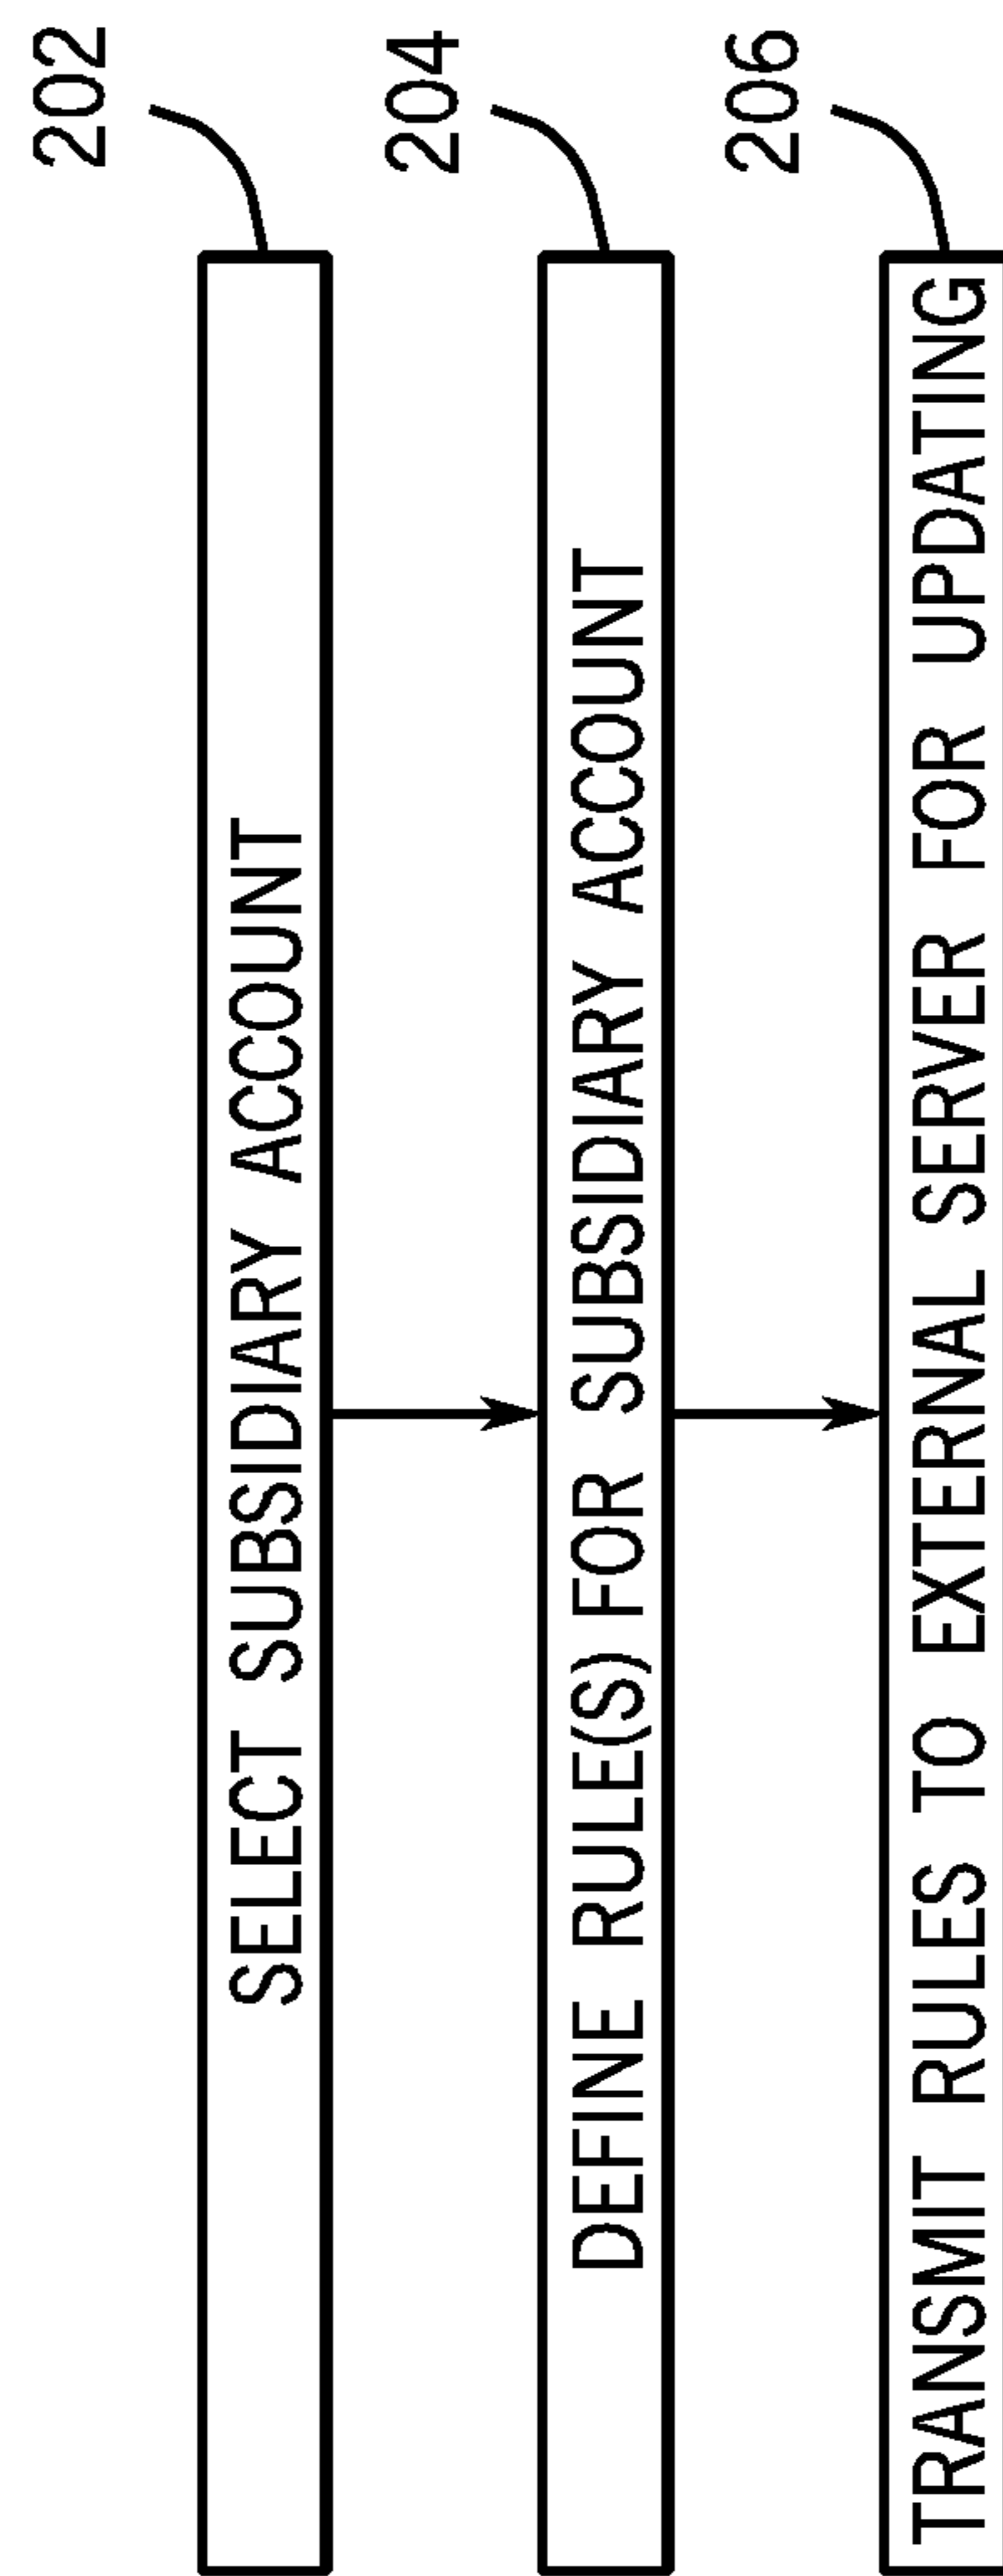 SELECT SUBSIDIARY ACCOUNT
202
DEFINE RULE(S) FOR SUBSIDIARY ACCOUNT
204
TRANSMIT RULES TO EXTERNAL SERVER FOR UPDATING
206